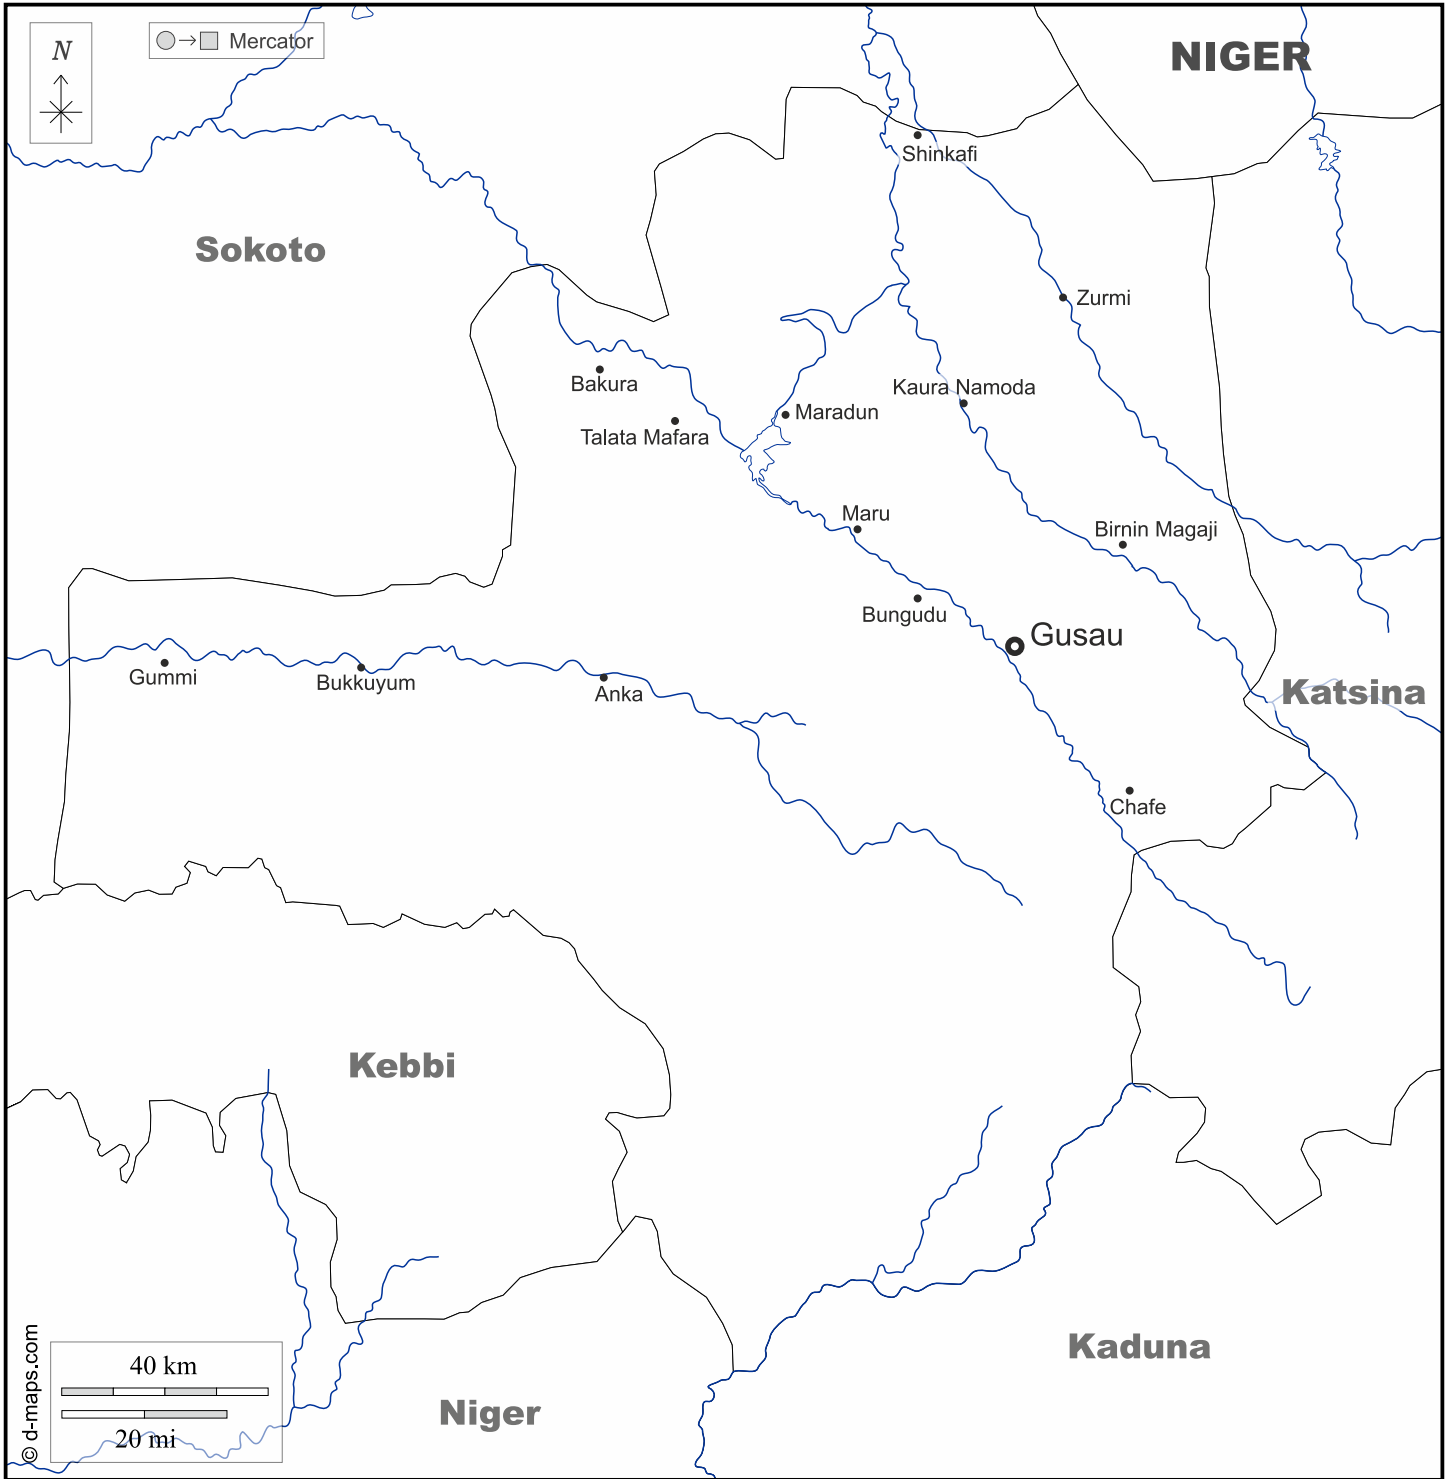 N
Mercator
NIGER
Shinkafi
Sokoto
Zurmi
Bakura
Kaura Namoda
Maradun
Talata Mafara
Maru
Birnin Magaji
Bungudu
Gusau
Gummi
Bukkuyum
Anka
Katsina
Chafe
Kebbi
Kaduna
Niger
40 km
20 mi
© d-maps.com